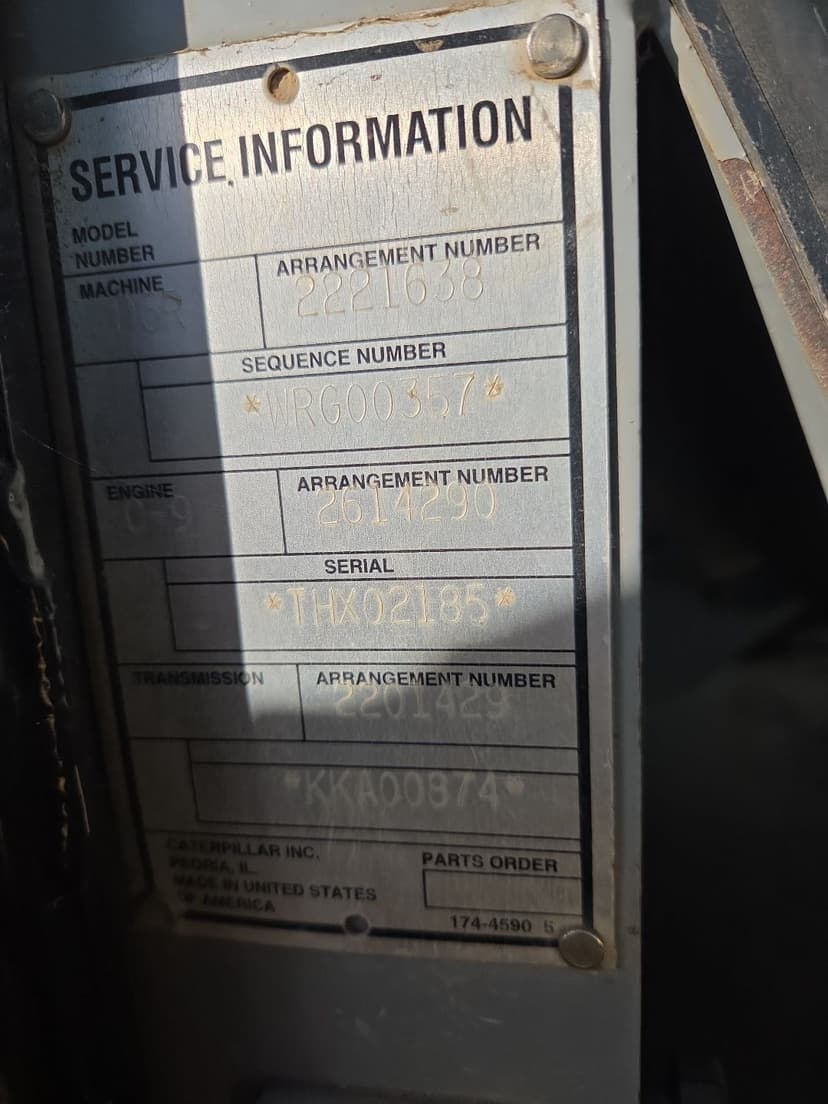 SERVICE INFORMATION
MODEL
NUMBER
MACHINE
ARRANGEMENT NUMBER
2221638
SEQUENCE NUMBER
*WRG00357*
ENGINE
C-9
ARRANGEMENT NUMBER
2614290
SERIAL
*THX02185*
TRANSMISSION
ARRANGEMENT NUMBER
2201429
*KKA00874*
CATERPILLAR INC.
PEORIA, IL.
MADE IN UNITED STATES
OF AMERICA
PARTS ORDER
174-4590 5